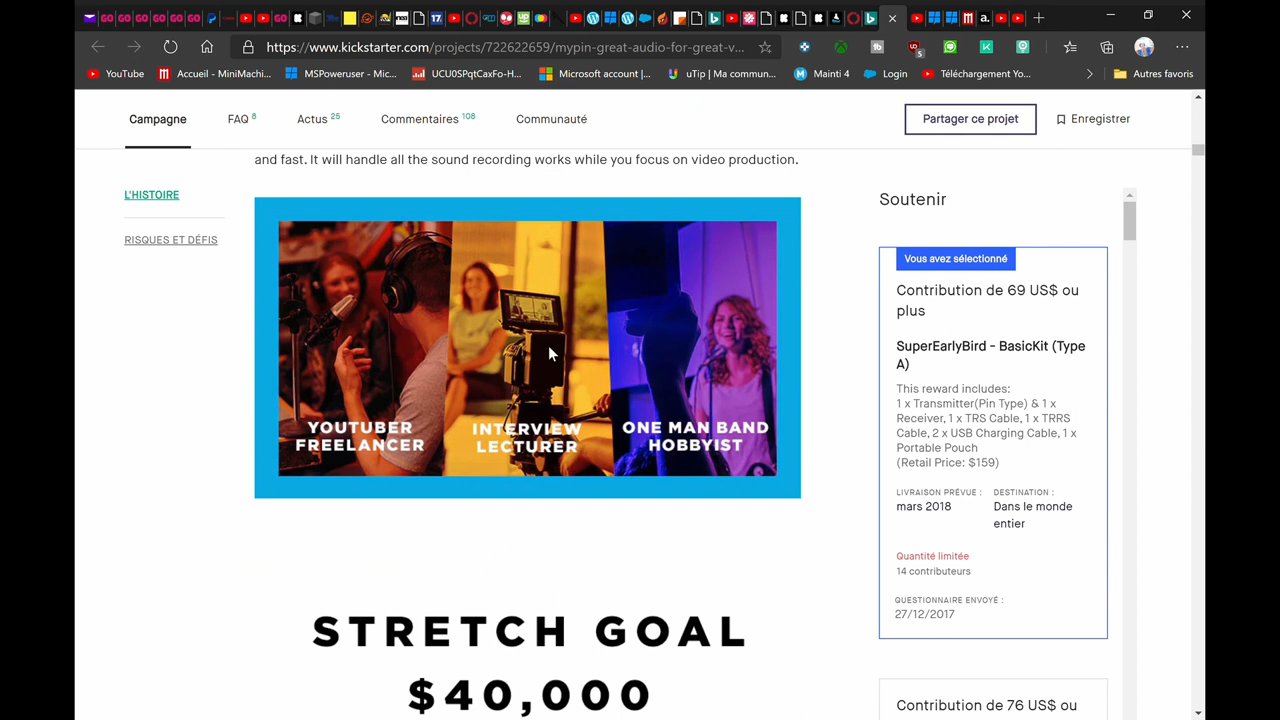 https://www.kickstarter.com/projects/722622659/mypin-great-audio-for-great-v...
YouTube
Accueil - MiniMachi...
MSPoweruser - Mic...
UCU0SPqtCaxFo-H...
Microsoft account |...
uTip | Ma commun...
Mainti 4
Login
Téléchargement Yo...
Autres favoris
Campagne
FAQ 8
Actus 25
Commentaires 108
Communauté
Partager ce projet
Enregistrer
and fast. It will handle all the sound recording works while you focus on video production.
L'HISTOIRE
RISQUES ET DÉFIS
YOUTUBER
FREELANCER
INTERVIEW
LECTURER
ONE MAN BAND
HOBBYIST
STRETCH GOAL
$40,000
Soutenir
Vous avez sélectionné
Contribution de 69 US$ ou
plus
SuperEarlyBird - BasicKit (Type
A)
This reward includes:
1 x Transmitter(Pin Type) & 1 x
Receiver, 1 x TRS Cable, 1 x TRRS
Cable, 2 x USB Charging Cable, 1 x
Portable Pouch
(Retail Price: $159)
LIVRAISON PRÉVUE :
mars 2018
DESTINATION :
Dans le monde
entier
Quantité limitée
14 contributeurs
QUESTIONNAIRE ENVOYÉ :
27/12/2017
Contribution de 76 US$ ou